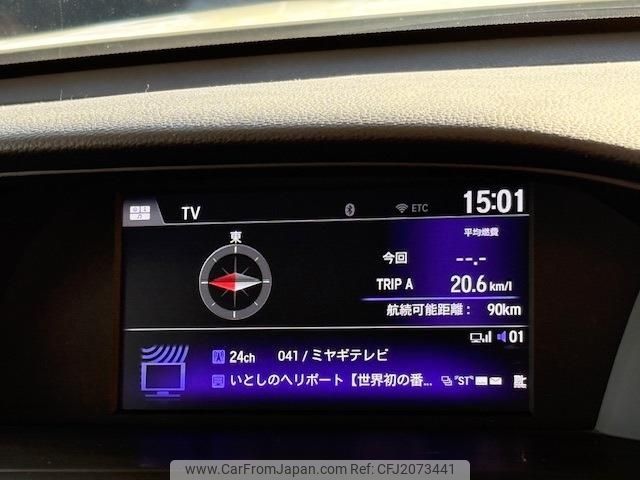 TV ETC 15:01
東
平均燃費
今回 --.-
TRIP A 20.6 km/l
航続可能距離： 90km
01
24ch 041 / ミヤギテレビ
いとしのヘリポート【世界初の番... "ST"
www.CarFromJapan.com - CFJ2073441